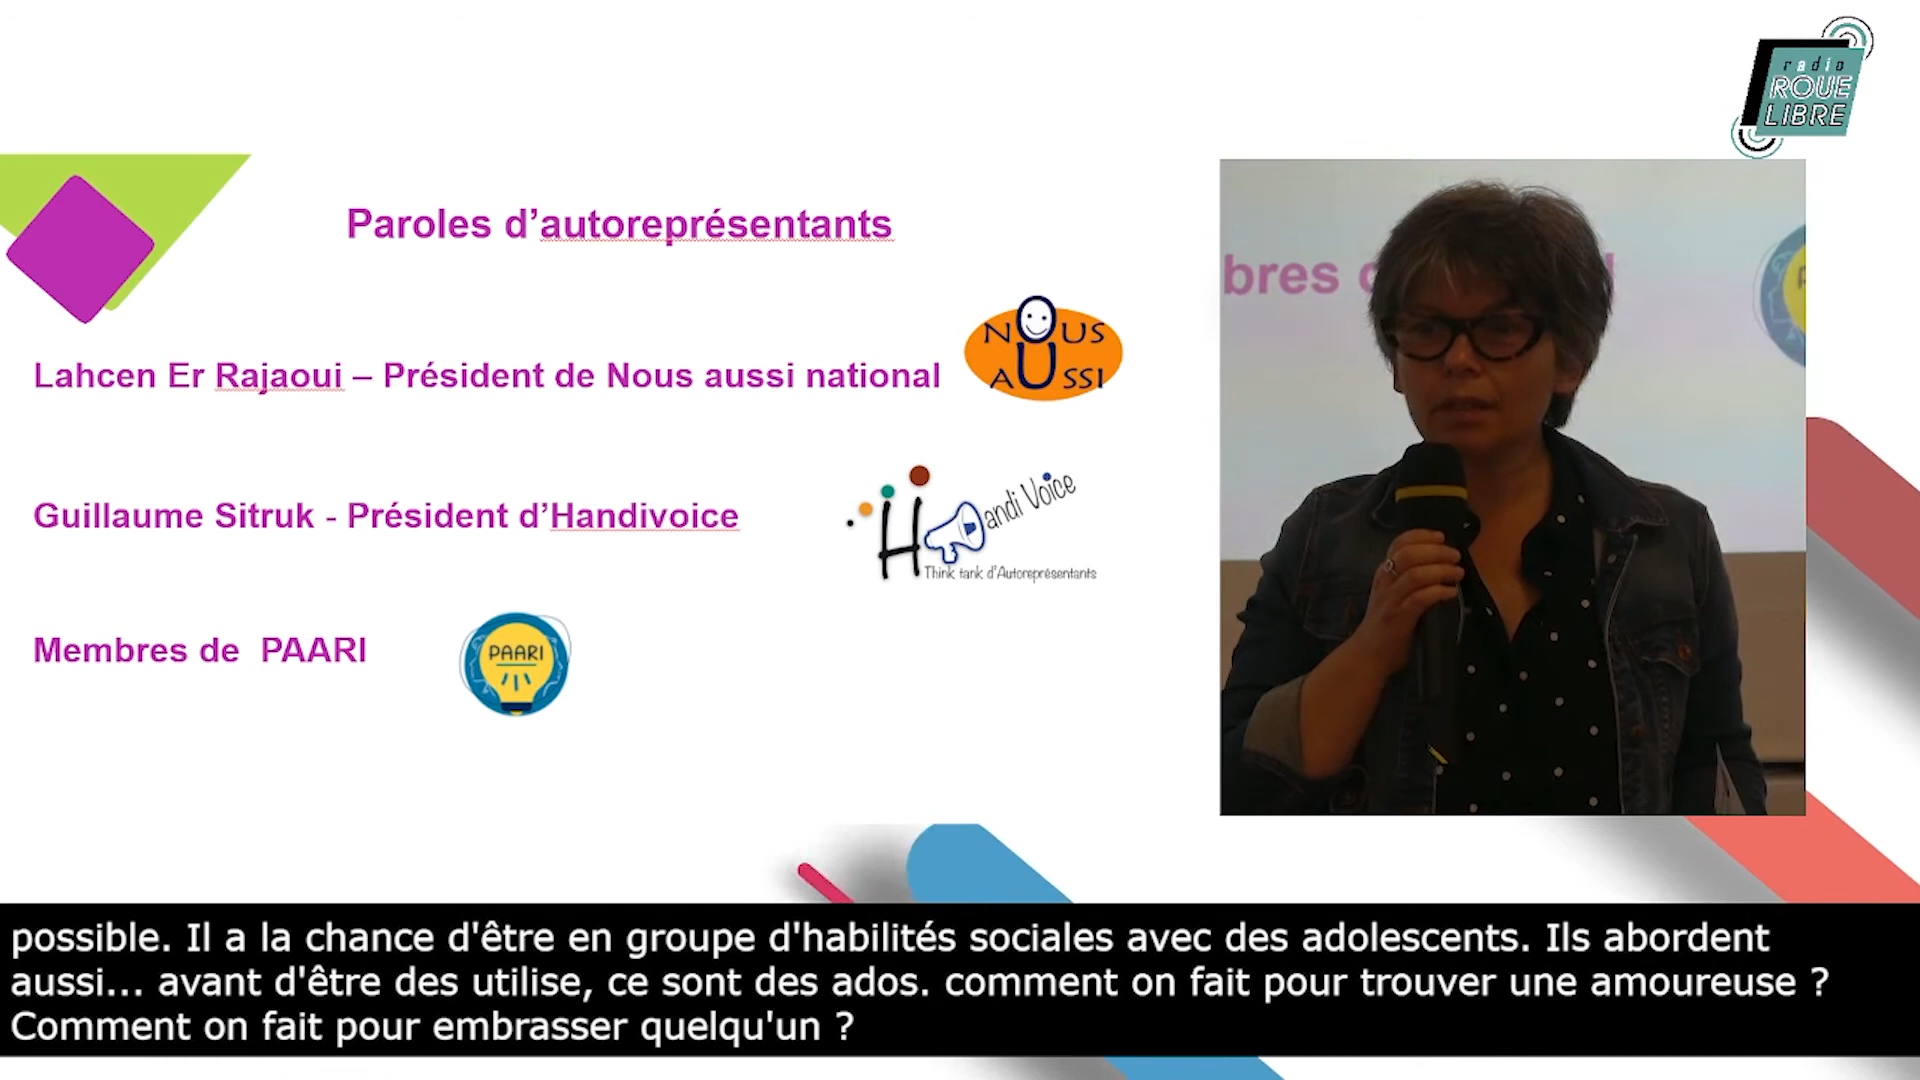 radio
ROUE
LIBRE
Paroles d’autoreprésentants
NOUS
AUSSI
Lahcen Er Rajaoui – Président de Nous aussi national
Handi Voice
Think tank d'Autoreprésentants
Guillaume Sitruk - Président d’Handivoice
Membres de PAARI
PAARI
bres
possible. Il a la chance d'être en groupe d'habilités sociales avec des adolescents. Ils abordent
aussi... avant d'être des utilise, ce sont des ados. comment on fait pour trouver une amoureuse ?
Comment on fait pour embrasser quelqu'un ?